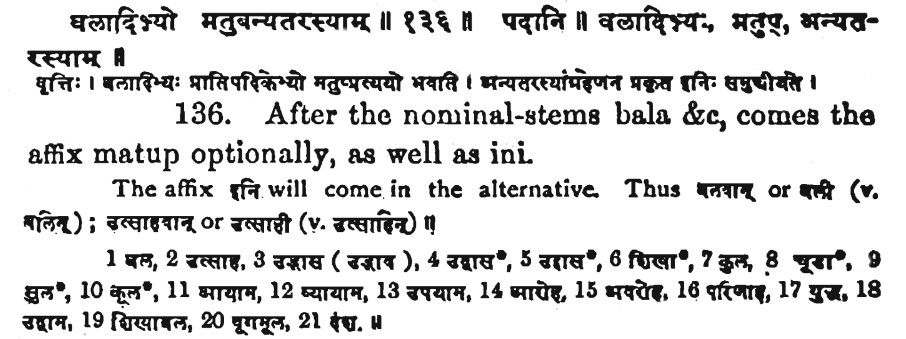 बलादिभ्यो मतुबन्यतरस्याम् ॥ १३६ ॥ पदानि ॥ बलादिभ्यः, मतुप्, अन्यत-
रस्याम् ॥
वृत्तिः । बलादिभ्यः प्रातिपदिकेभ्यो मतुप्प्रत्ययो भवति । अन्यतरस्यांग्रहेणन प्रकृत इनिः समुच्चीयते ।
136. After the nominal-stems bala &c, comes the
affix matup optionally, as well as ini.
The affix इनि will come in the alternative. Thus बलवान् or बली (v.
बलिन्) ; उत्साहवान् or उत्साही (v. उत्साहिन्) ॥
1 बल, 2 उत्साह, 3 उद्भास ( उद्भाव ), 4 उद्वास*, 5 उद्दास*, 6 शिखा*, 7 कुल, 8 चूडा*, 9
सुल*, 10 कूल*, 11 आयाम, 12 व्यायाम, 13 उपयाम, 14 आरोह, 15 अवरोह, 16 परिणाह, 17 युद्ध, 18
उद्दाम, 19 शिखाबल, 20 पूगमूल, 21 दंश. ॥